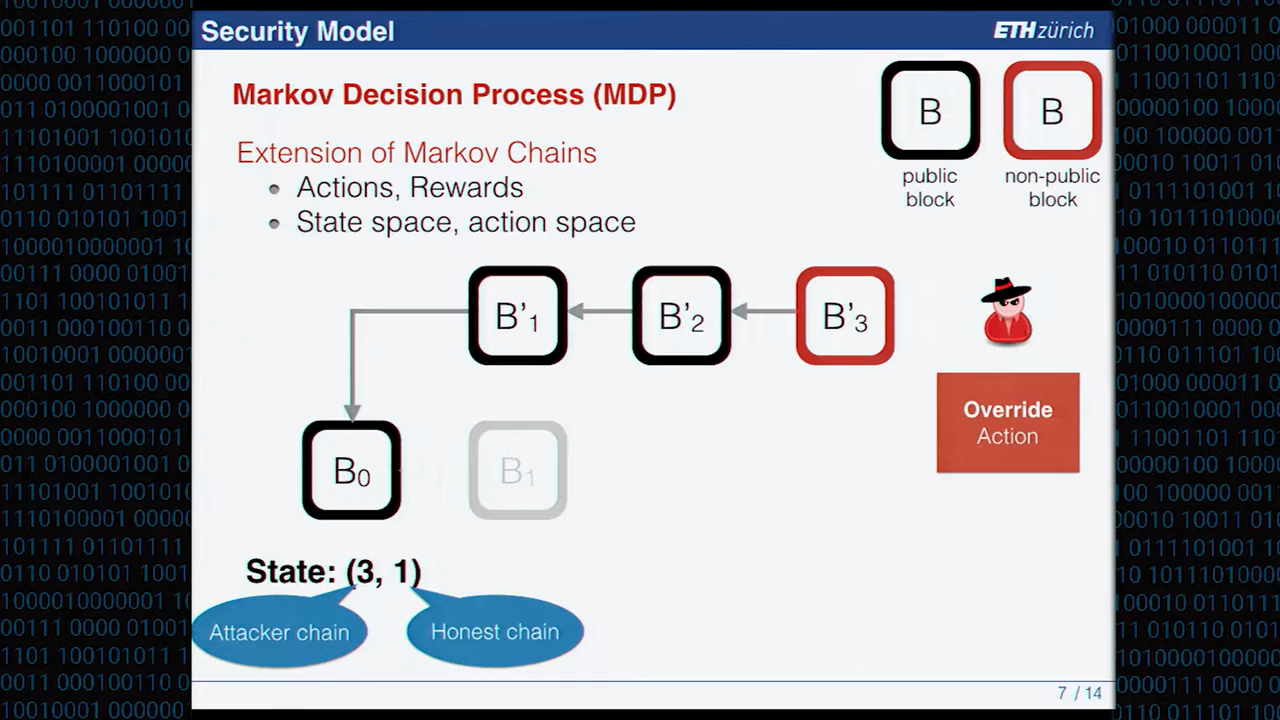 Security Model
ETH zürich
Markov Decision Process (MDP)
Extension of Markov Chains
• Actions, Rewards
• State space, action space
B
public
block
B
non-public
block
B'1
B'2
B'3
Override
Action
B0
B1
State: (3, 1)
Attacker chain
Honest chain
7 / 14